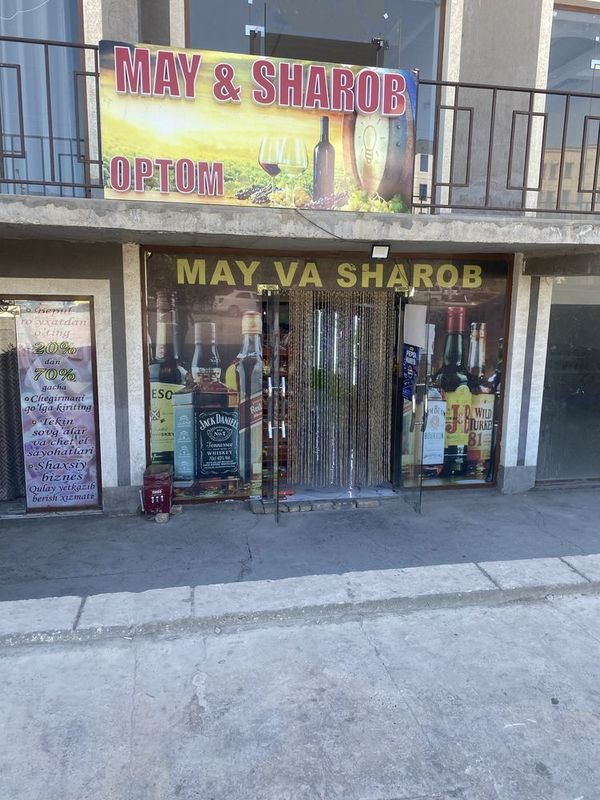 MAY & SHAROB
OPTOM
MAY VA SHAROB
Bepul
ro'yxatdan
o'ting
20%
dan
70%
gacha
Chegirmani
qo'lga kiriting
Tekin
sovg'alar
va chet el
sayohatlari
Shaxsiy
biznes
Qulay yetkazib
berish xizmati
JACK DANIEL'S
Tennessee
WHISKEY
PEPSI
BOURBON
J&B
WILD
TURKEY
81